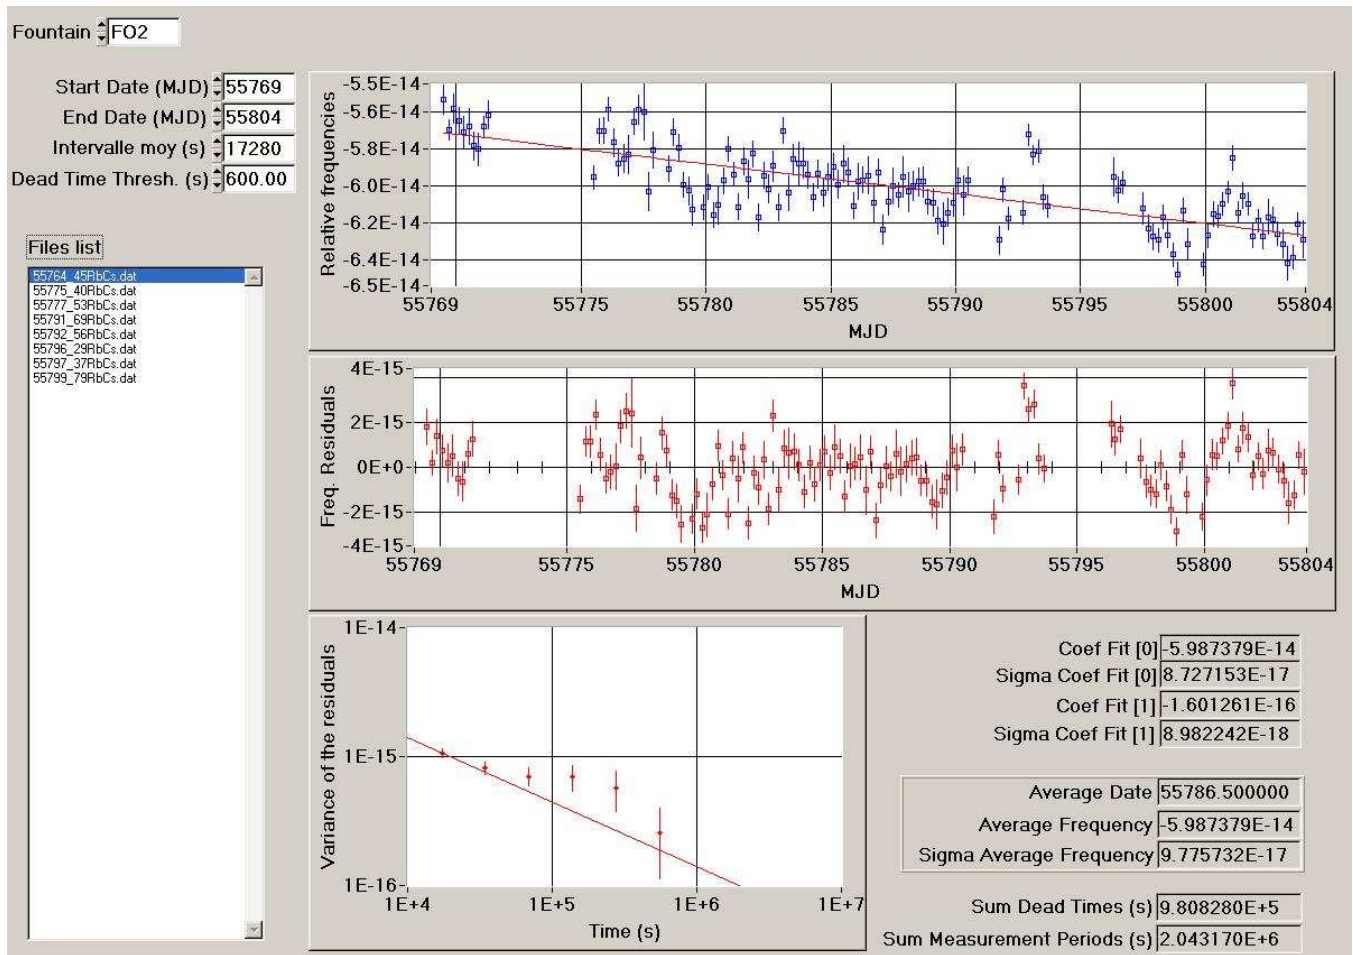 Fountain FO2
Start Date (MJD) 55769
End Date (MJD) 55804
Intervalle moy (s) 17280
Dead Time Thresh. (s) 600.00
Files list
55764_45RbCs.dat
55775_40RbCs.dat
55777_53RbCs.dat
55791_69RbCs.dat
55792_56RbCs.dat
55796_29RbCs.dat
55797_37RbCs.dat
55799_79RbCs.dat
Relative frequencies
-5.5E-14
-5.6E-14
-5.8E-14
-6.0E-14
-6.2E-14
-6.4E-14
-6.5E-14
55769 55775 55780 55785 55790 55795 55800 55804
MJD
Freq. Residuals
4E-15
2E-15
0E+0
-2E-15
-4E-15
55769 55775 55780 55785 55790 55795 55800 55804
MJD
Variance of the residuals
1E-14
1E-15
1E-16
1E+4 1E+5 1E+6 1E+7
Time (s)
Coef Fit [0] -5.987379E-14
Sigma Coef Fit [0] 8.727153E-17
Coef Fit [1] -1.601261E-16
Sigma Coef Fit [1] 8.982242E-18
Average Date 55786.500000
Average Frequency -5.987379E-14
Sigma Average Frequency 9.775732E-17
Sum Dead Times (s) 9.808280E+5
Sum Measurement Periods (s) 2.043170E+6